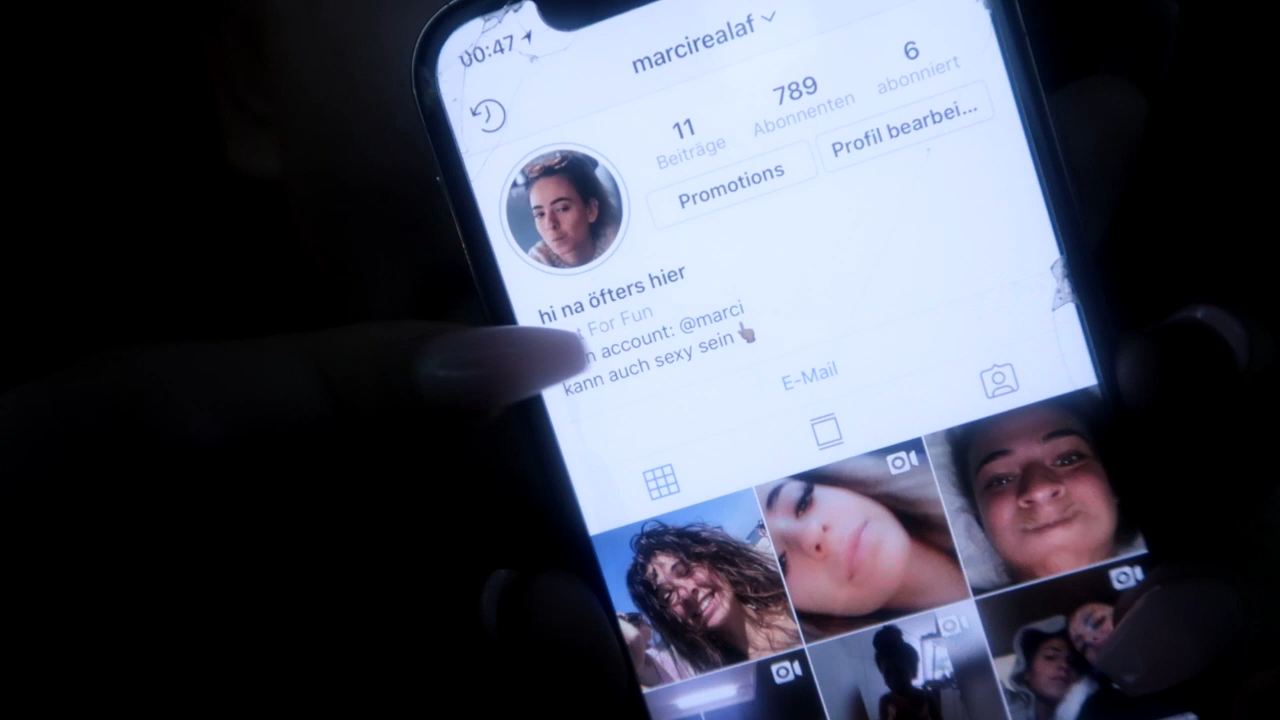 00:47
marcirealaf
11
Beiträge
789
Abonnenten
6
abonniert
Promotions
Profil bearbei...
hi na öfters hier
For Fun
account: @marci
kann auch sexy sein🖕🏾
E-Mail